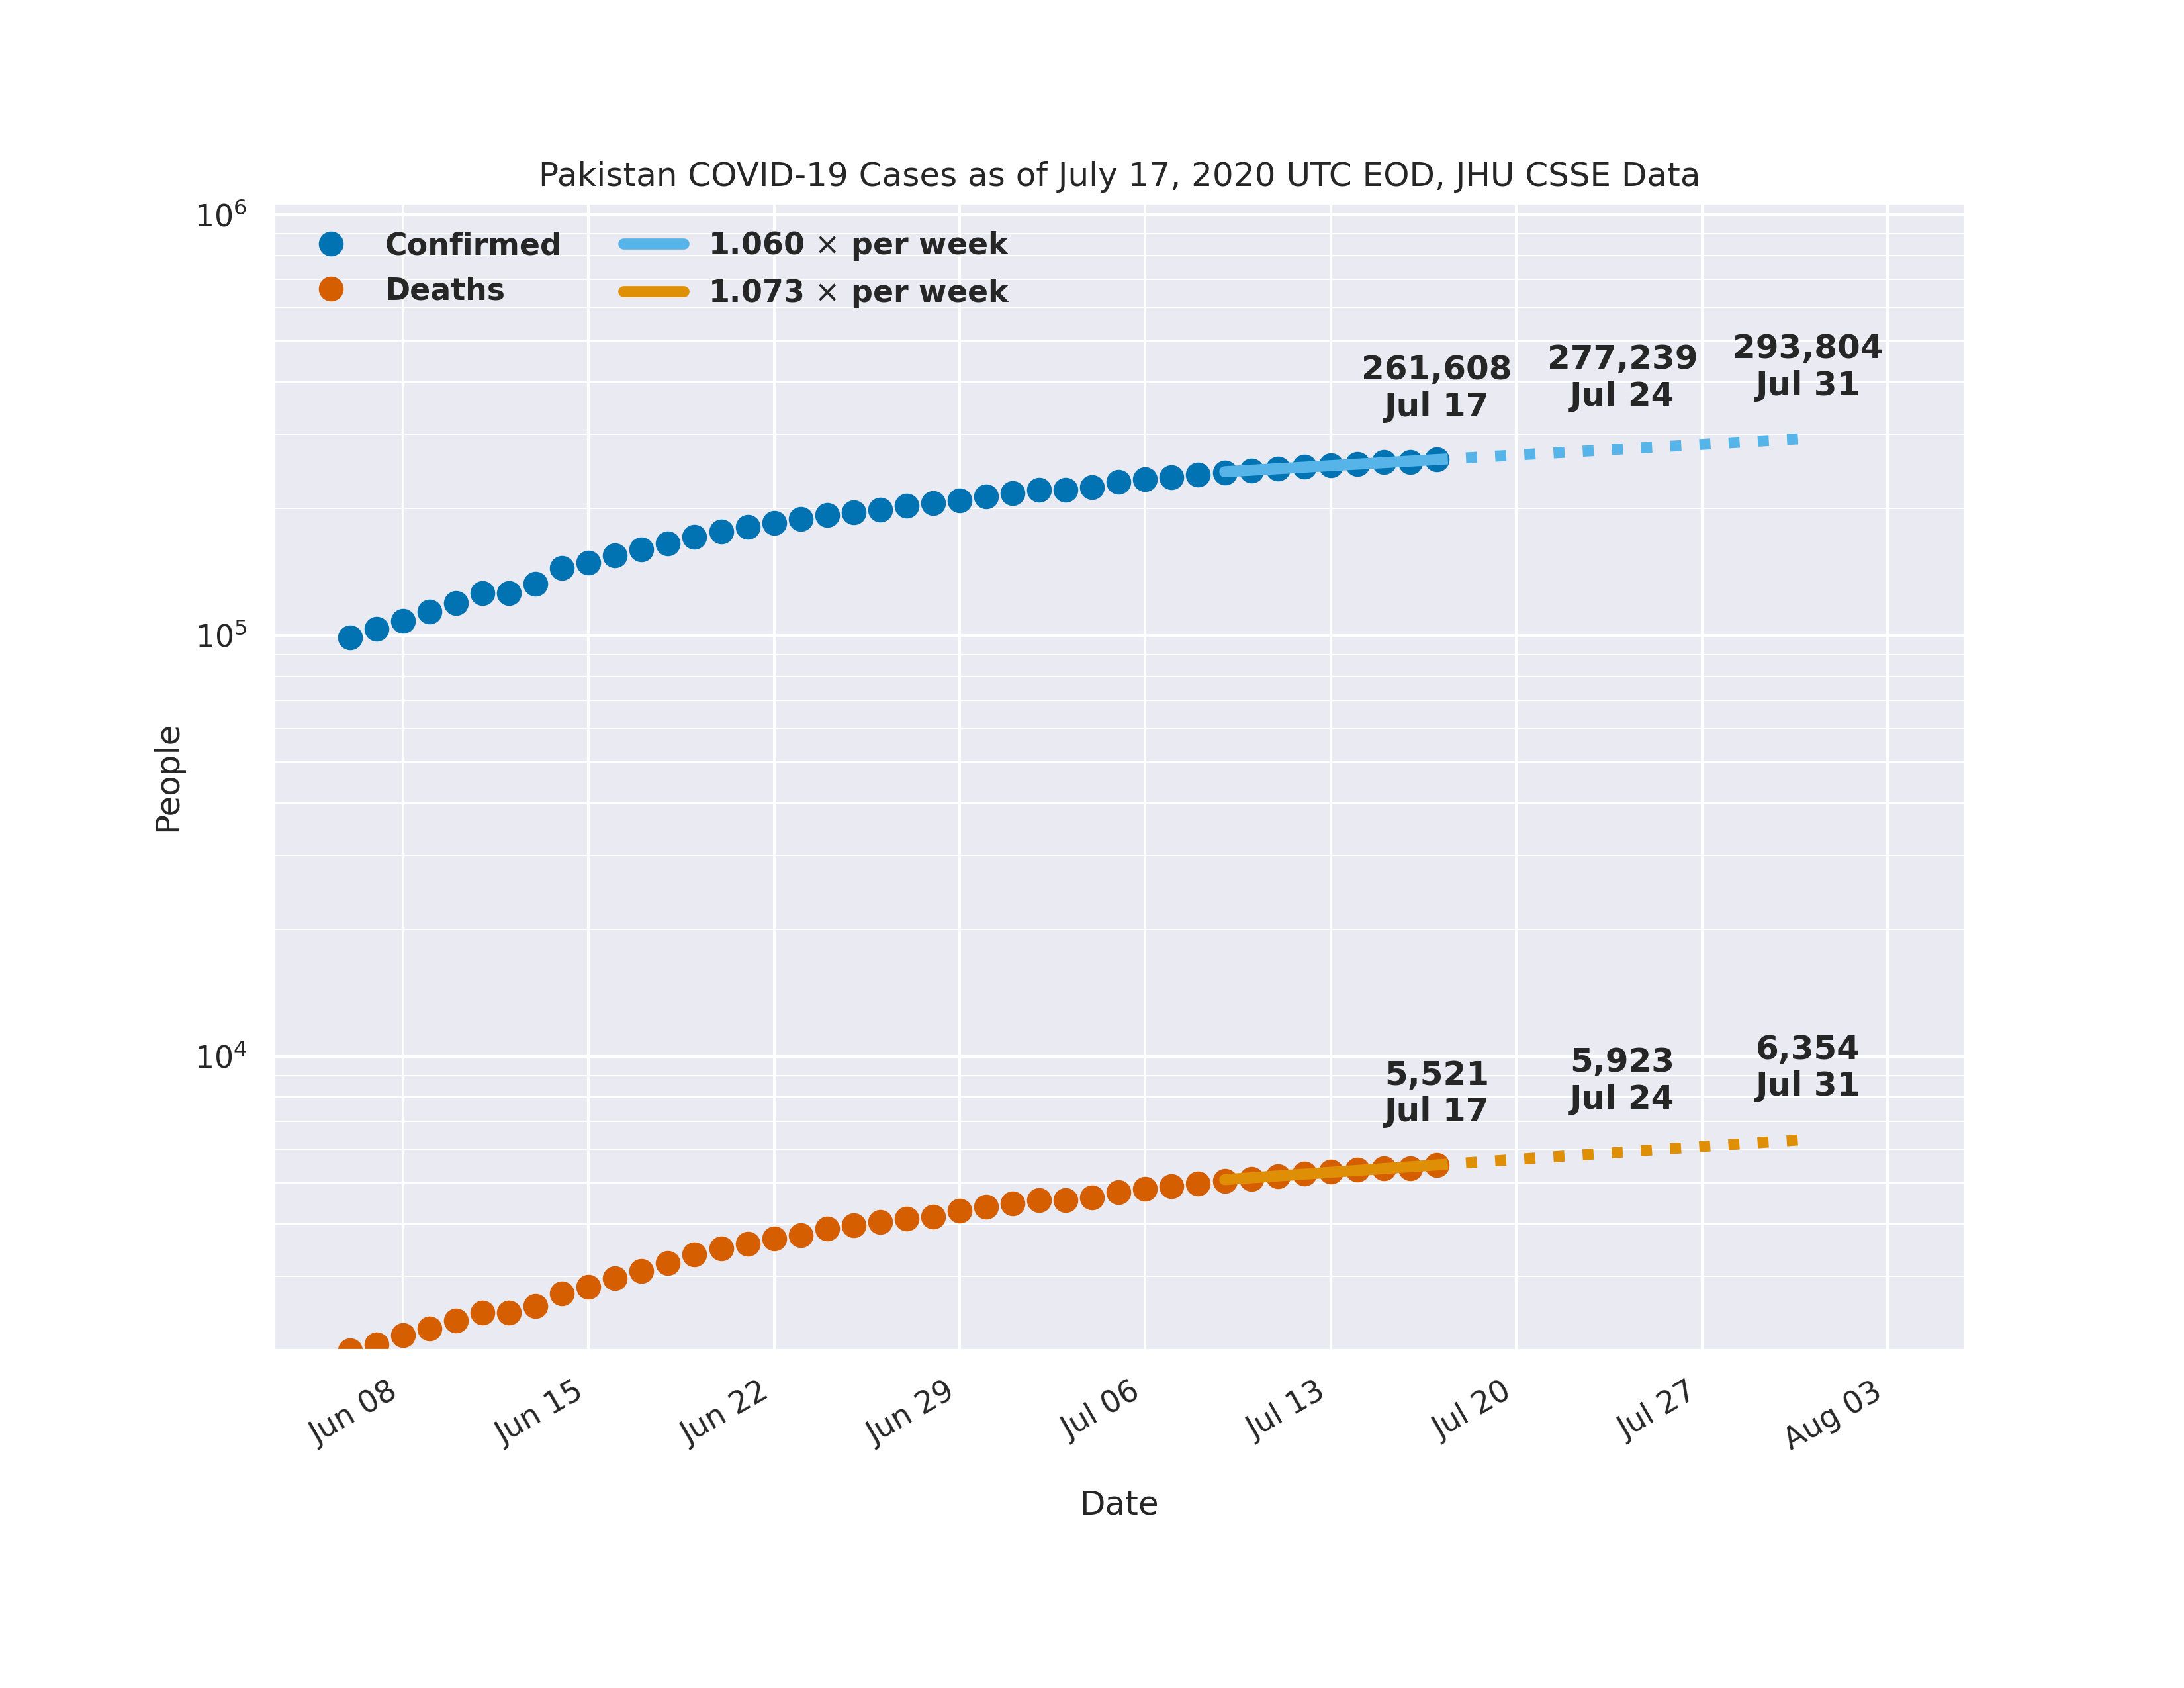 Pakistan COVID-19 Cases as of July 17, 2020 UTC EOD, JHU CSSE Data
Confirmed
Deaths
1.060 × per week
1.073 × per week
10⁶
10⁵
10⁴
People
261,608
Jul 17
277,239
Jul 24
293,804
Jul 31
5,521
Jul 17
5,923
Jul 24
6,354
Jul 31
Jun 08
Jun 15
Jun 22
Jun 29
Jul 06
Jul 13
Jul 20
Jul 27
Aug 03
Date